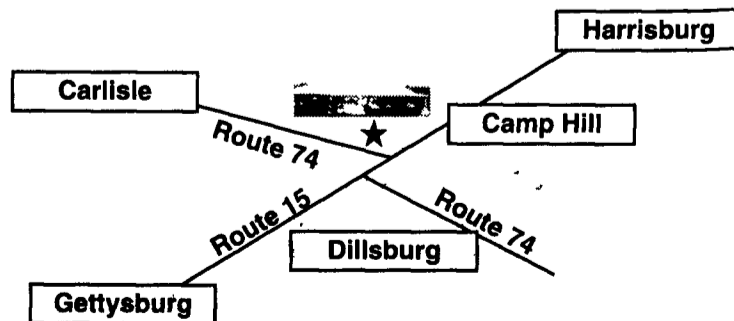 Harrisburg
Carlisle
Camp Hill
Route 74
Route 15
Route 74
Dillsburg
Gettysburg